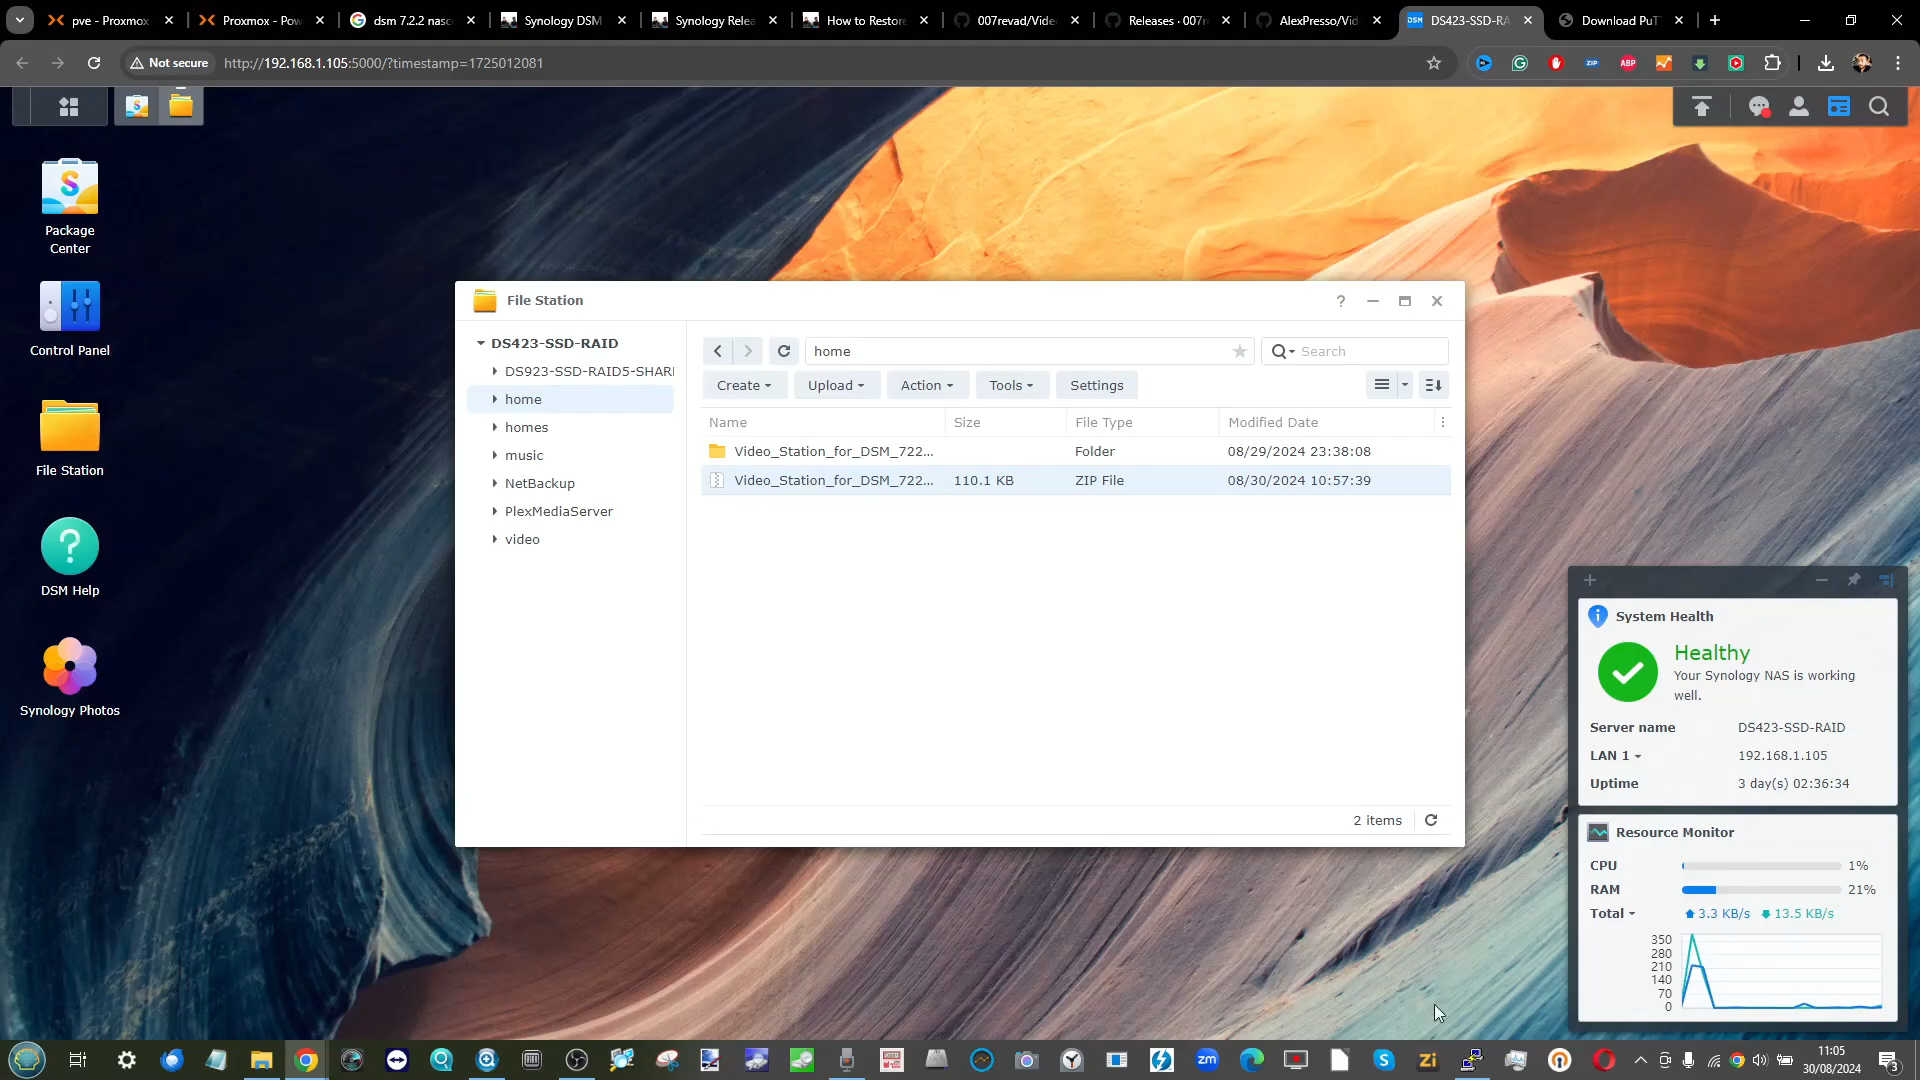 pve - Proxmox
Proxmox - Pow
dsm 7.2.2 nasc
Synology DSM
Synology Relea
How to Restore
007revad/Vide
Releases · 007r
AlexPresso/Vid
DS423-SSD-RA
Download PuT
Not secure
http://192.168.1.105:5000/?timestamp=1725012081
ZIP
ABP
Package
Center
Control Panel
File Station
DSM Help
Synology Photos
File Station
DS423-SSD-RAID
DS923-SSD-RAID5-SHARI
home
homes
music
NetBackup
PlexMediaServer
video
home
Search
Create
Upload
Action
Tools
Settings
Name
Size
File Type
Modified Date
Video_Station_for_DSM_722...
Folder
08/29/2024 23:38:08
Video_Station_for_DSM_722...
110.1 KB
ZIP File
08/30/2024 10:57:39
2 items
System Health
Healthy
Your Synology NAS is working
well.
Server name
DS423-SSD-RAID
LAN 1
192.168.1.105
Uptime
3 day(s) 02:36:34
Resource Monitor
CPU
1%
RAM
21%
Total
3.3 KB/s
13.5 KB/s
350
280
210
140
70
0
zm
Zi
11:05
30/08/2024
3